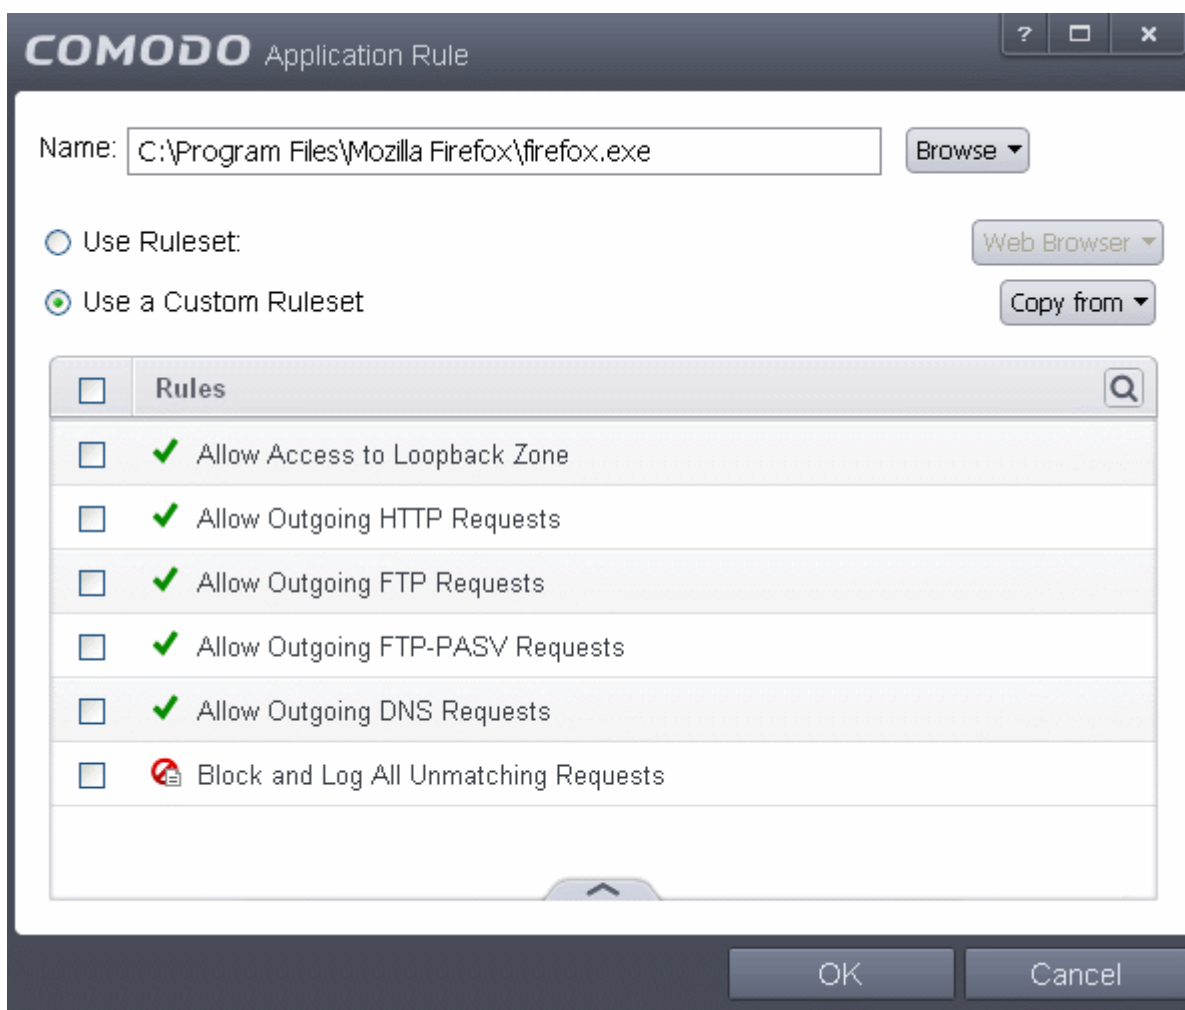 COMODO Application Rule
?
Name: C:\Program Files\Mozilla Firefox\firefox.exe Browse
Use Ruleset: Web Browser
Use a Custom Ruleset Copy from
Rules
Allow Access to Loopback Zone
Allow Outgoing HTTP Requests
Allow Outgoing FTP Requests
Allow Outgoing FTP-PASV Requests
Allow Outgoing DNS Requests
Block and Log All Unmatching Requests
OK Cancel